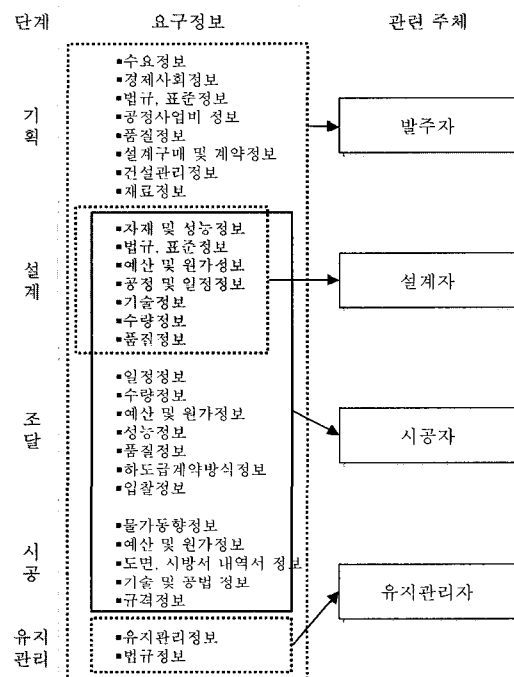 단계 요구정보 관련 주체
기획
▪수요정보
▪경제사회정보
▪법규, 표준정보
▪공정사업비 정보
▪품질정보
▪설계구매 및 계약정보
▪건설관리정보
▪재료정보
발주자
설계
▪자재 및 성능정보
▪법규, 표준정보
▪예산 및 원가정보
▪공정 및 일정정보
▪기술정보
▪수량정보
▪품질정보
설계자
조달
▪일정정보
▪수량정보
▪예산 및 원가정보
▪성능정보
▪품질정보
▪하도급계약방식정보
▪입찰정보
시공자
시공
▪물가동향정보
▪예산 및 원가정보
▪도면, 시방서 내역서 정보
▪기술 및 공법 정보
▪규격정보
유지관리자
유지
관리
▪유지관리정보
▪법규정보